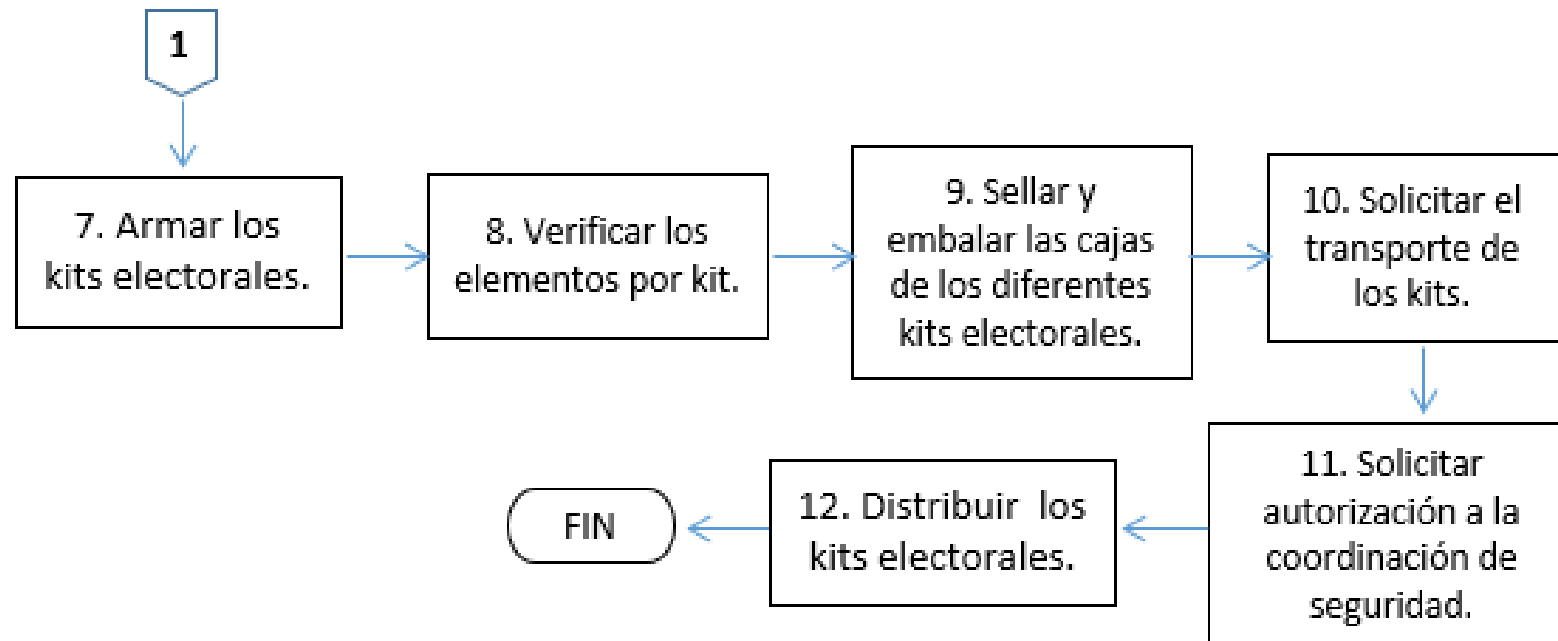 1
7. Armar los
kits electorales.
8. Verificar los
elementos por kit.
9. Sellar y
embalar las cajas
de los diferentes
kits electorales.
10. Solicitar el
transporte de
los kits.
11. Solicitar
autorización a la
coordinación de
seguridad.
12. Distribuir los
kits electorales.
FIN